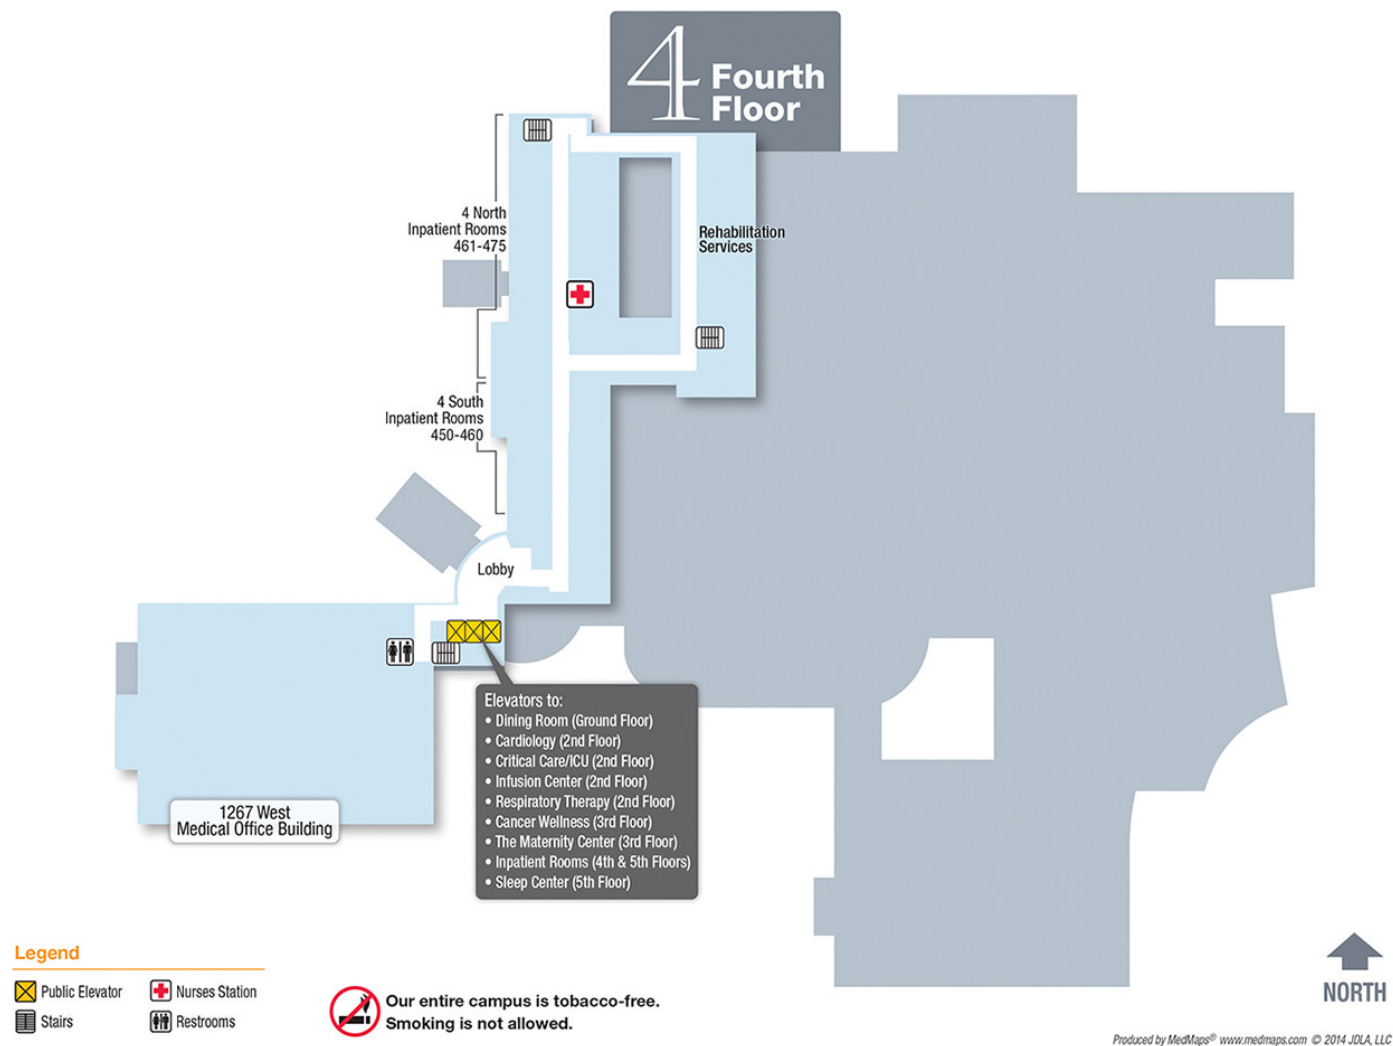 4 Fourth
Floor
4 North
Inpatient Rooms
461-475
Rehabilitation
Services
4 South
Inpatient Rooms
450-460
Lobby
Elevators to:
• Dining Room (Ground Floor)
• Cardiology (2nd Floor)
• Critical Care/ICU (2nd Floor)
• Infusion Center (2nd Floor)
• Respiratory Therapy (2nd Floor)
• Cancer Wellness (3rd Floor)
• The Maternity Center (3rd Floor)
• Inpatient Rooms (4th & 5th Floors)
• Sleep Center (5th Floor)
1267 West
Medical Office Building
Legend
Public Elevator
Nurses Station
Stairs
Restrooms
Our entire campus is tobacco-free.
Smoking is not allowed.
NORTH
Produced by MedMaps® www.medmaps.com © 2014 JDLA, LLC